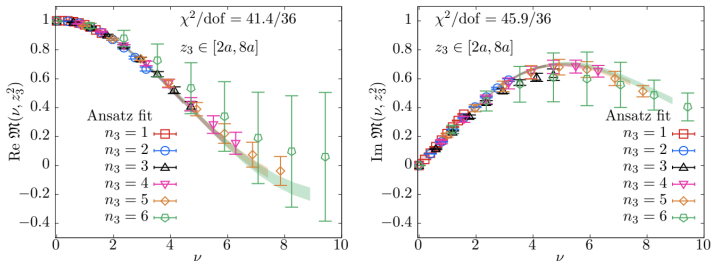 χ²/dof = 41.4/36
z₃ ∈ [2a, 8a]
Re 𝔐(ν, z₃²)
1
0.8
0.6
0.4
0.2
0
−0.2
−0.4
Ansatz fit
n₃ = 1
n₃ = 2
n₃ = 3
n₃ = 4
n₃ = 5
n₃ = 6
0 2 4 6 8 10
ν
χ²/dof = 45.9/36
z₃ ∈ [2a, 8a]
Im 𝔐(ν, z₃²)
1
0.8
0.6
0.4
0.2
0
−0.2
−0.4
Ansatz fit
n₃ = 1
n₃ = 2
n₃ = 3
n₃ = 4
n₃ = 5
n₃ = 6
0 2 4 6 8 10
ν